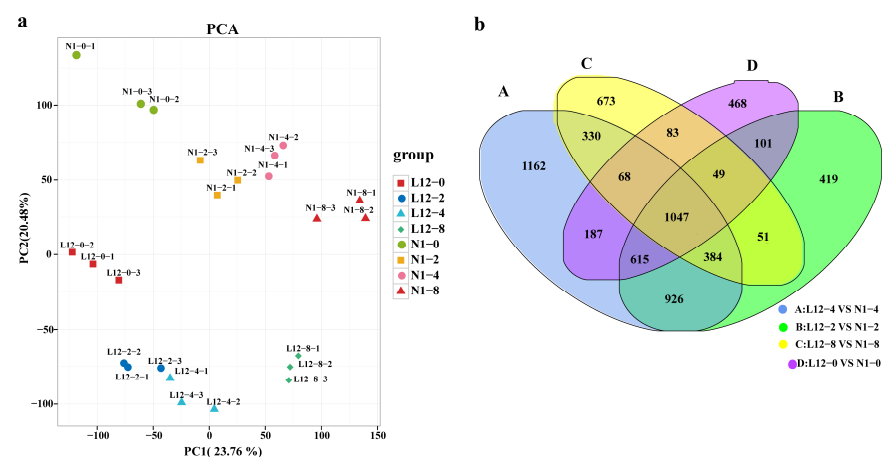 a
PCA
N1-0-1
N1-0-3
N1-0-2
N1-2-3
N1-2-2
N1-2-1
N1-4-2
N1-4-3
N1-4-1
N1-8-1
N1-8-3
N1-8-2
L12-0-2
L12-0-1
L12-0-3
L12-2-2
L12-2-3
L12-2-1
L12-4-1
L12-4-3
L12-4-2
L12-8-1
L12-8-2
L12-8-3
100
50
0
−50
−100
PC2(20.48%)
−100 −50 0 50 100 150
PC1( 23.76 %)
group
L12-0
L12-2
L12-4
L12-8
N1-0
N1-2
N1-4
N1-8
b
A
C
D
B
673
468
330
83
101
1162
68
49
419
1047
187
51
615
384
926
A:L12-4 VS N1-4
B:L12-2 VS N1-2
C:L12-8 VS N1-8
D:L12-0 VS N1-0